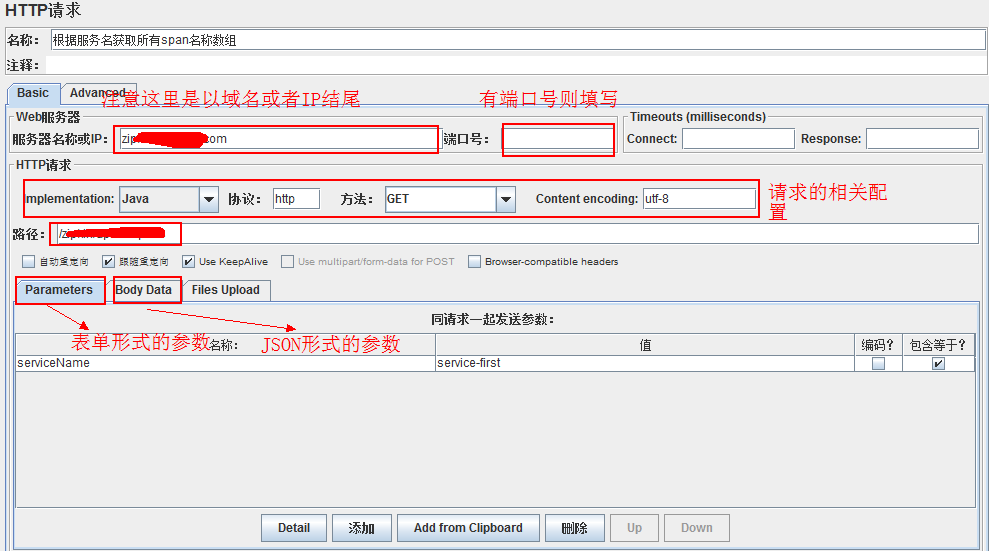 HTTP请求
名称： 根据服务名获取所有span名称数组
注释：
Basic Advanced 注意这里是以域名或者IP结尾 有端口号则填写
Web服务器 Timeouts (milliseconds)
服务器名称或IP： .com 端口号： Connect: Response:
HTTP请求
Implementation: Java 协议： http 方法： GET Content encoding: utf-8 请求的相关配
置
路径：
自动重定向 跟随重定向 Use KeepAlive Use multipart/form-data for POST Browser-compatible headers
Parameters Body Data Files Upload
同请求一起发送参数：
表单形式的参数 名称： JSON形式的参数 值 编码？ 包含等于？
serviceName service-first
Detail 添加 Add from Clipboard 删除 Up Down